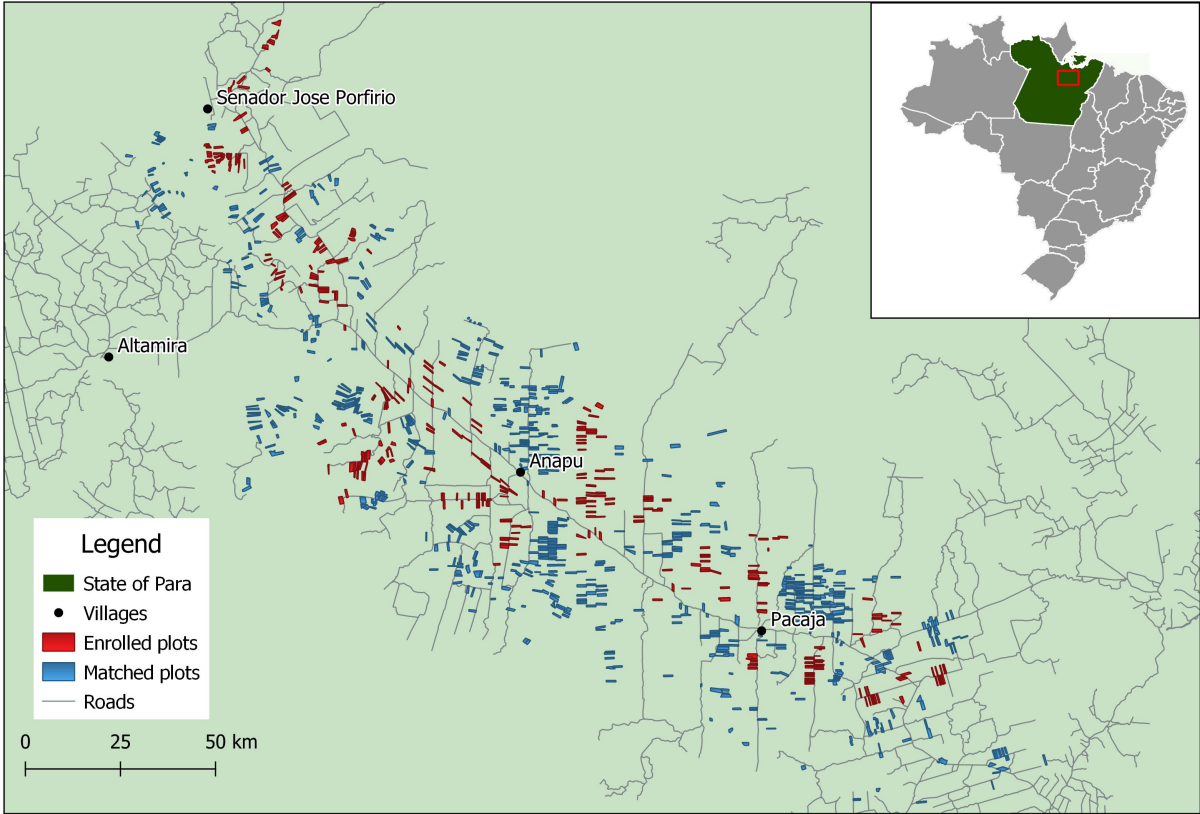 Senador Jose Porfirio
Altamira
Anapu
Pacaja
Legend
State of Para
Villages
Enrolled plots
Matched plots
Roads
0 25 50 km